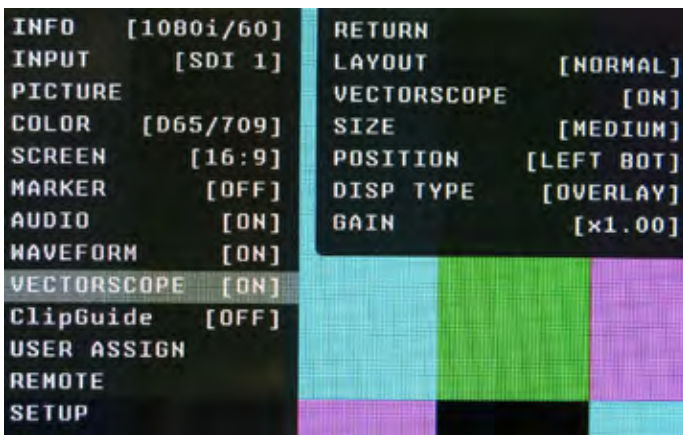 INFO [1080i/60]
INPUT [SDI 1]
PICTURE
COLOR [D65/709]
SCREEN [16:9]
MARKER [OFF]
AUDIO [ON]
WAVEFORM [ON]
VECTORSCOPE [ON]
ClipGuide [OFF]
USER ASSIGN
REMOTE
SETUP
RETURN
LAYOUT [NORMAL]
VECTORSCOPE [ON]
SIZE [MEDIUM]
POSITION [LEFT BOT]
DISP TYPE [OVERLAY]
GAIN [x1.00]